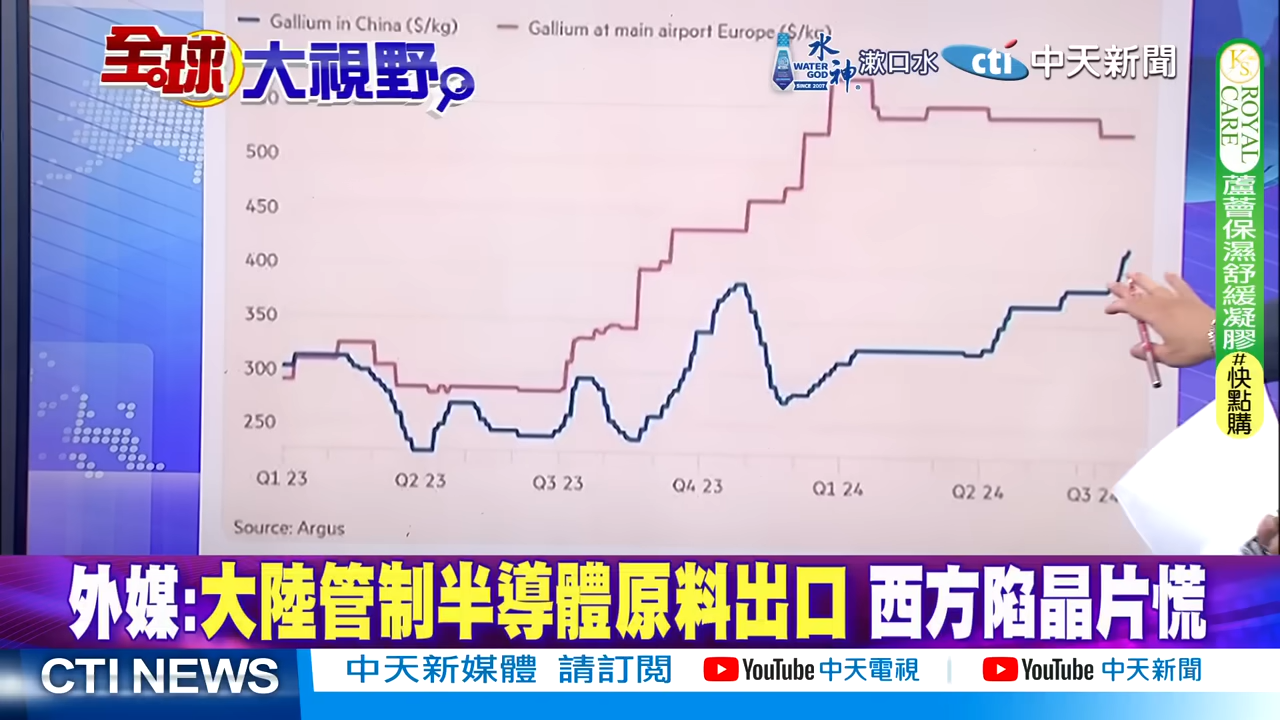 Gallium in China ($/kg)
Gallium at main airport Europe ($/kg)
全球大視野
水神
WATER GOD
SINCE 2007
漱口水
cti 中天新聞
KS
ROYAL CARE
蘆薈保濕舒緩凝膠
#快點購
500
450
400
350
300
250
Q1 23
Q2 23
Q3 23
Q4 23
Q1 24
Q2 24
Q3 24
Source: Argus
外媒:大陸管制半導體原料出口 西方陷晶片慌
CTI NEWS
中天新媒體 請訂閱
YouTube 中天電視
YouTube 中天新聞